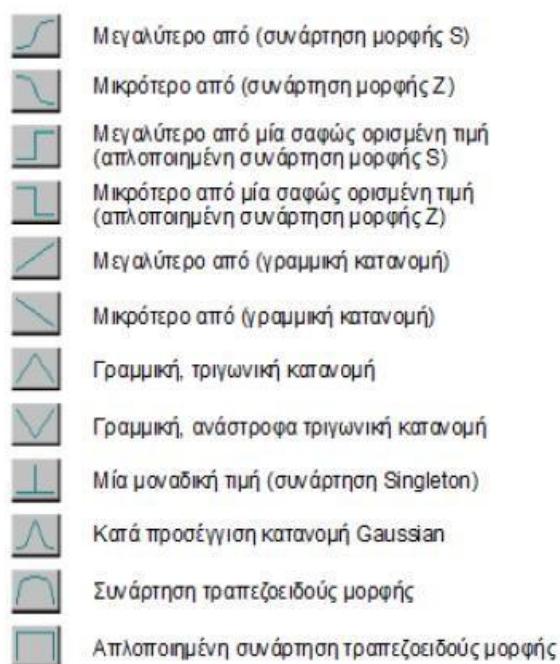 Μεγαλύτερο από (συνάρτηση μορφής S)
Μικρότερο από (συνάρτηση μορφής Z)
Μεγαλύτερο από μία σαφώς ορισμένη τιμή
(απλοποιημένη συνάρτηση μορφής S)
Μικρότερο από μία σαφώς ορισμένη τιμή
(απλοποιημένη συνάρτηση μορφής Z)
Μεγαλύτερο από (γραμμική κατανομή)
Μικρότερο από (γραμμική κατανομή)
Γραμμική, τριγωνική κατανομή
Γραμμική, ανάστροφα τριγωνική κατανομή
Μία μοναδική τιμή (συνάρτηση Singleton)
Κατά προσέγγιση κατανομή Gaussian
Συνάρτηση τραπεζοειδούς μορφής
Απλοποιημένη συνάρτηση τραπεζοειδούς μορφής